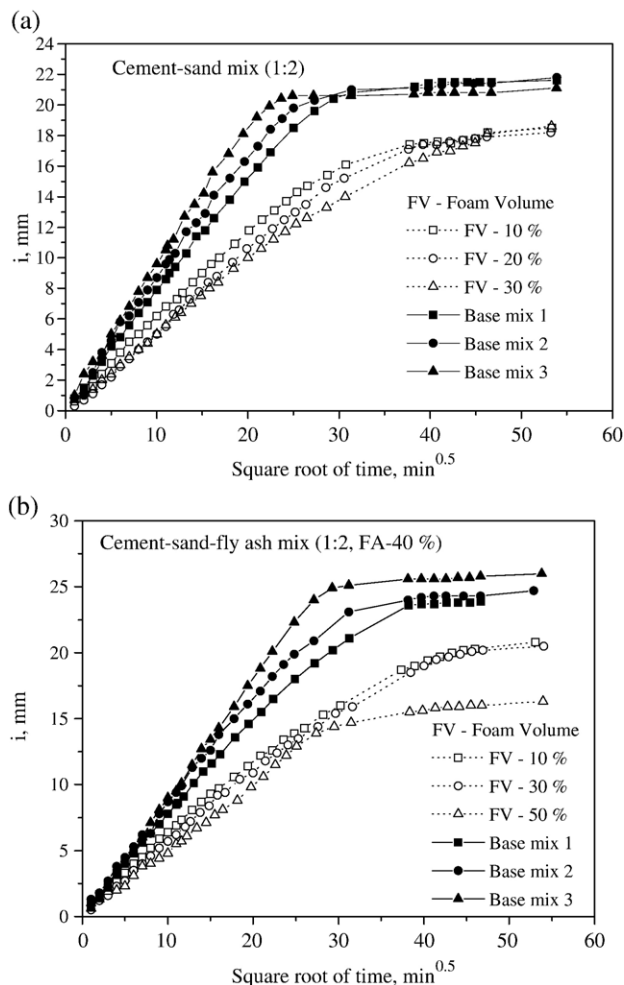 (a)
24
22
20
18
16
14
12
10
8
6
4
2
0
i, mm
Cement-sand mix (1:2)
FV - Foam Volume
FV - 10 %
FV - 20 %
FV - 30 %
Base mix 1
Base mix 2
Base mix 3
0 10 20 30 40 50 60
Square root of time, min^0.5
(b)
30
25
20
15
10
5
0
i, mm
Cement-sand-fly ash mix (1:2, FA-40 %)
FV - Foam Volume
FV - 10 %
FV - 30 %
FV - 50 %
Base mix 1
Base mix 2
Base mix 3
0 10 20 30 40 50 60
Square root of time, min^0.5